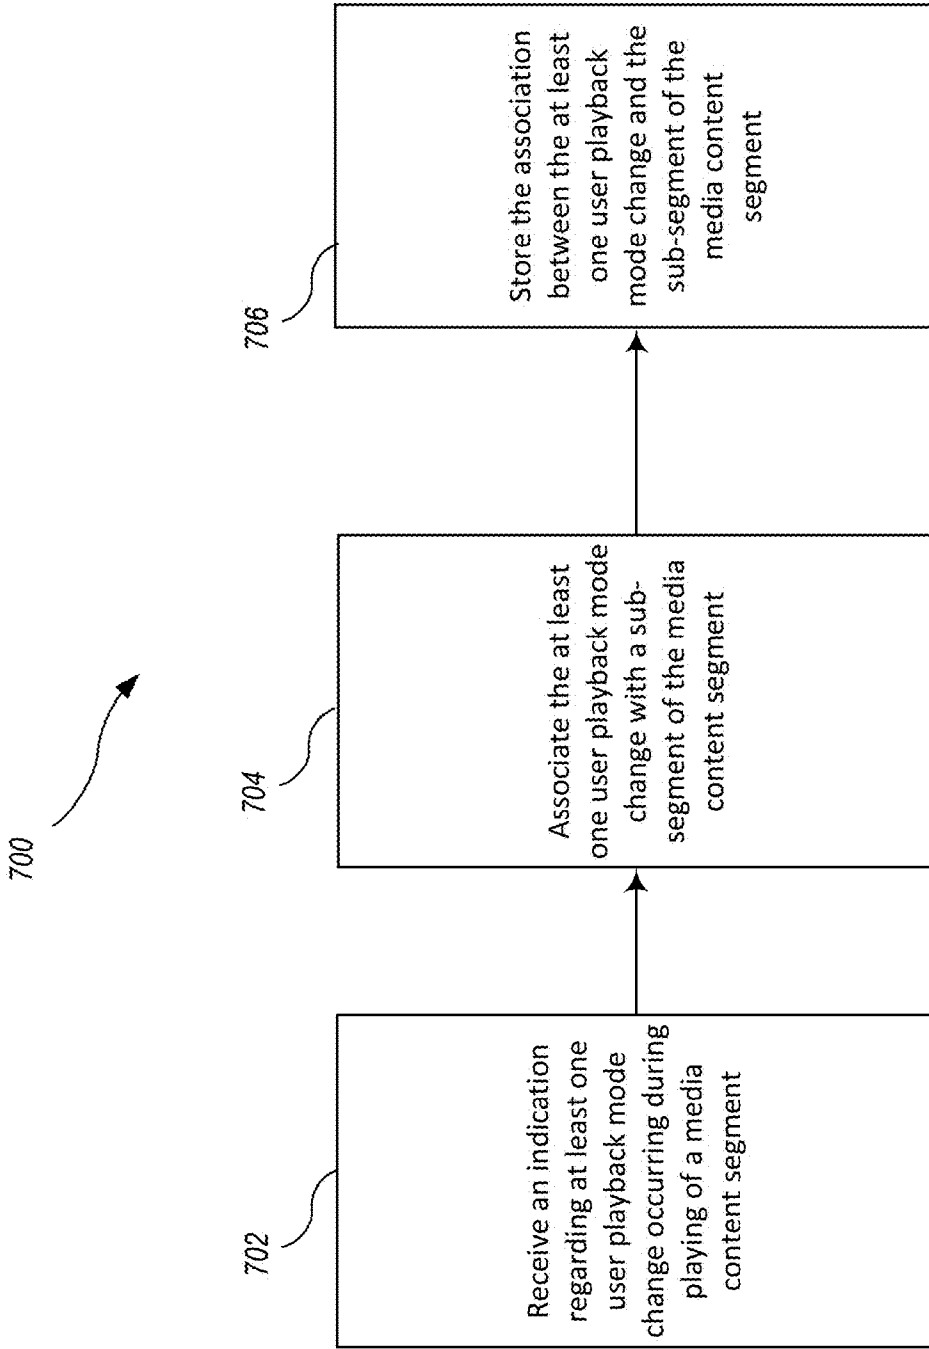 700
702
Receive an indication
regarding at least one
user playback mode
change occurring during
playing of a media
content segment
704
Associate the at least
one user playback mode
change with a sub-
segment of the media
content segment
706
Store the association
between the at least
one user playback
mode change and the
sub-segment of the
media content
segment